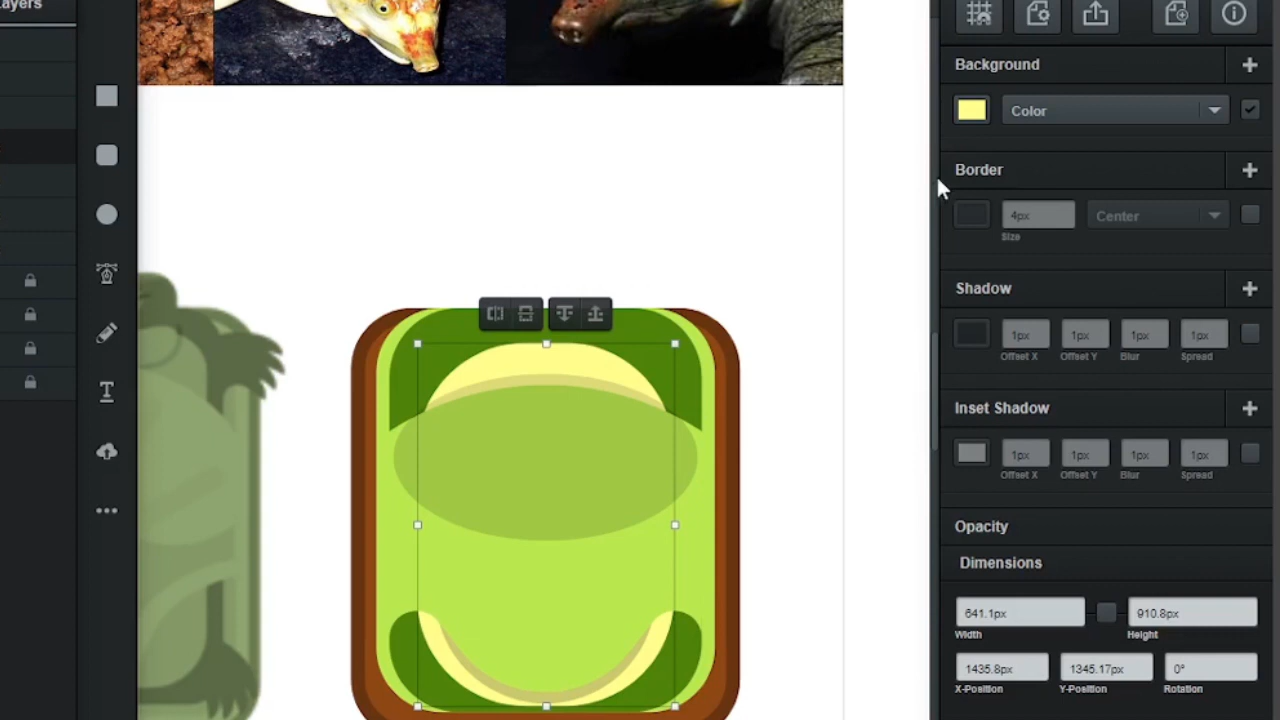 ayers
Background
Color
Border
4px
Center
Size
Shadow
1px 1px 1px 1px
Offset X Offset Y Blur Spread
Inset Shadow
1px 1px 1px 1px
Offset X Offset Y Blur Spread
Opacity
Dimensions
641.1px 910.8px
Width Height
1435.8px 1345.17px 0°
X-Position Y-Position Rotation